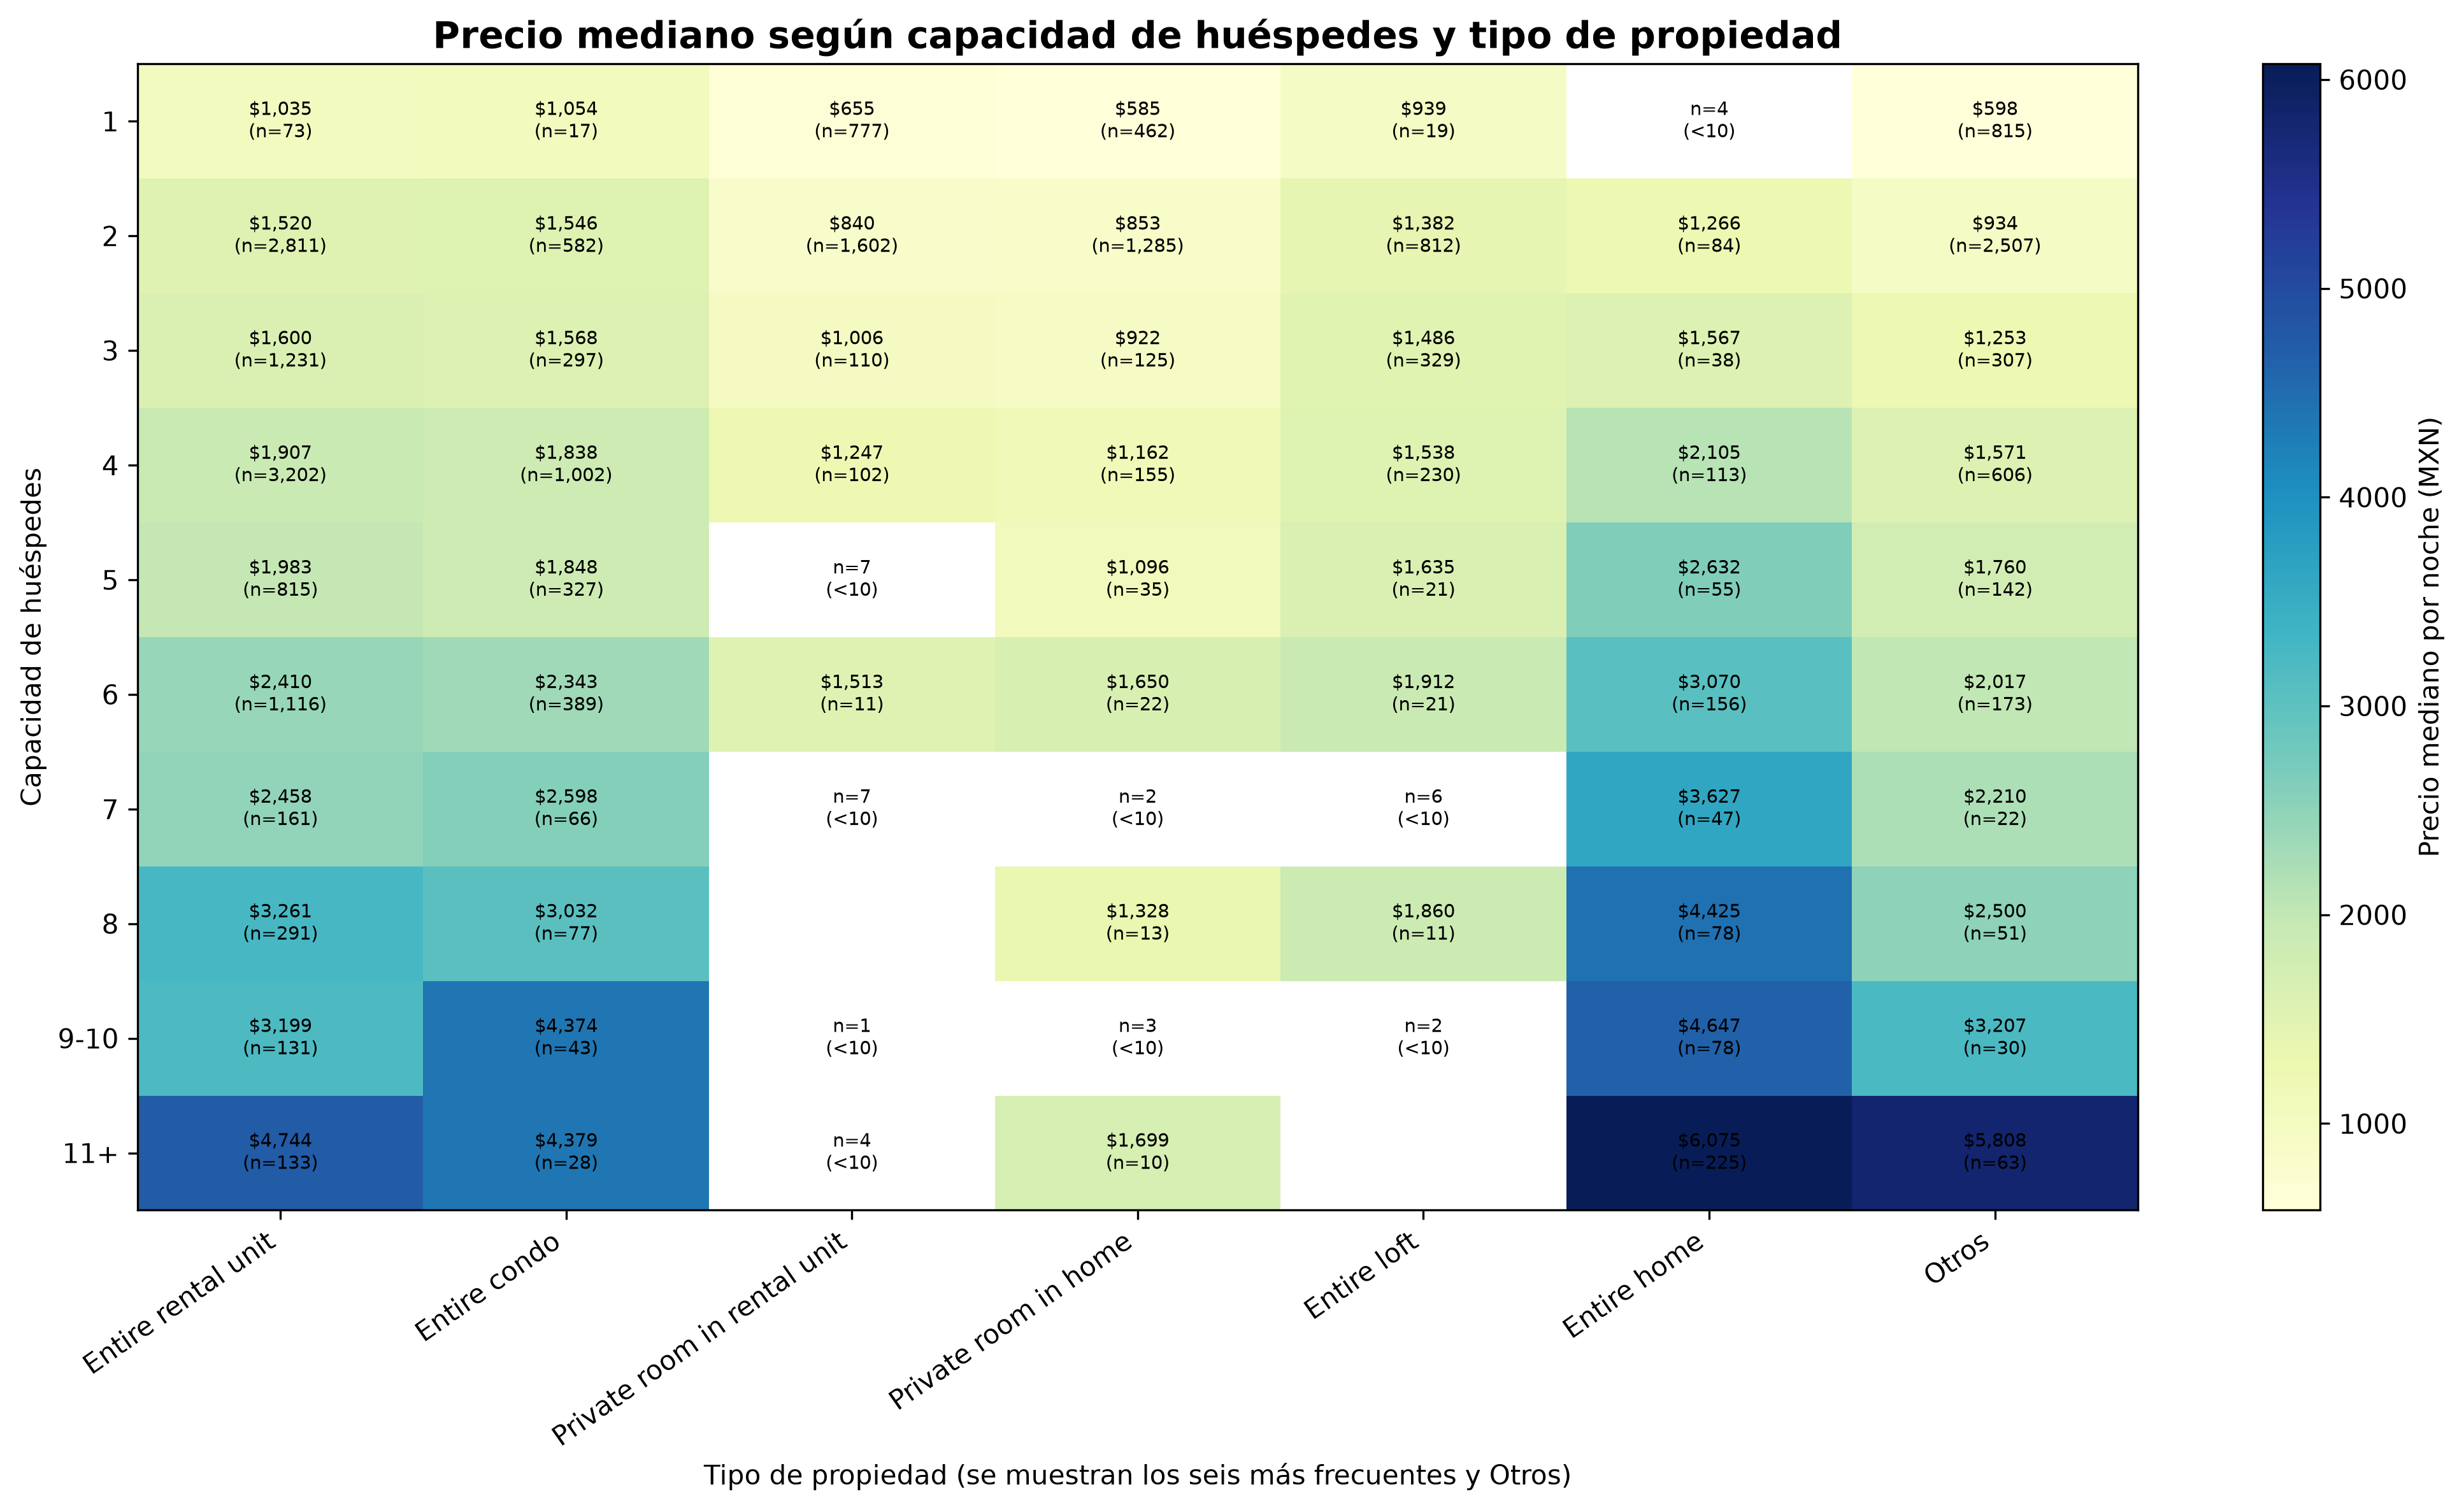 Precio mediano según capacidad de huéspedes y tipo de propiedad
Capacidad de huéspedes
1
$1,035
(n=73)
$1,054
(n=17)
$655
(n=777)
$585
(n=462)
$939
(n=19)
n=4
(<10)
$598
(n=815)
2
$1,520
(n=2,811)
$1,546
(n=582)
$840
(n=1,602)
$853
(n=1,285)
$1,382
(n=812)
$1,266
(n=84)
$934
(n=2,507)
3
$1,600
(n=1,231)
$1,568
(n=297)
$1,006
(n=110)
$922
(n=125)
$1,486
(n=329)
$1,567
(n=38)
$1,253
(n=307)
4
$1,907
(n=3,202)
$1,838
(n=1,002)
$1,247
(n=102)
$1,162
(n=155)
$1,538
(n=230)
$2,105
(n=113)
$1,571
(n=606)
5
$1,983
(n=815)
$1,848
(n=327)
n=7
(<10)
$1,096
(n=35)
$1,635
(n=21)
$2,632
(n=55)
$1,760
(n=142)
6
$2,410
(n=1,116)
$2,343
(n=389)
$1,513
(n=11)
$1,650
(n=22)
$1,912
(n=21)
$3,070
(n=156)
$2,017
(n=173)
7
$2,458
(n=161)
$2,598
(n=66)
n=7
(<10)
n=2
(<10)
n=6
(<10)
$3,627
(n=47)
$2,210
(n=22)
8
$3,261
(n=291)
$3,032
(n=77)
$1,328
(n=13)
$1,860
(n=11)
$4,425
(n=78)
$2,500
(n=51)
9-10
$3,199
(n=131)
$4,374
(n=43)
n=1
(<10)
n=3
(<10)
n=2
(<10)
$4,647
(n=78)
$3,207
(n=30)
11+
$4,744
(n=133)
$4,379
(n=28)
n=4
(<10)
$1,699
(n=10)
$6,075
(n=225)
$5,808
(n=63)
Entire rental unit
Entire condo
Private room in rental unit
Private room in home
Entire loft
Entire home
Otros
Tipo de propiedad (se muestran los seis más frecuentes y Otros)
6000
5000
4000
3000
2000
1000
Precio mediano por noche (MXN)